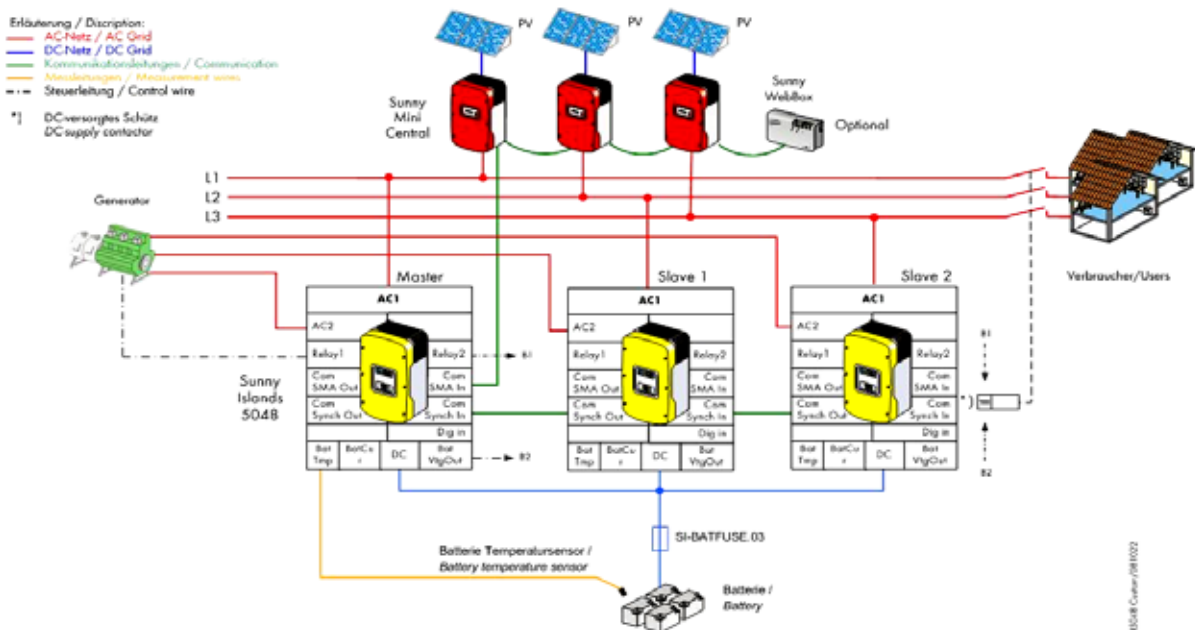 Erläuterung / Discription:
AC-Netz / AC Grid
DC-Netz / DC Grid
Kommunikationsleitungen / Communication
Messleitungen / Measurement wires
Steuerleitung / Control wire
*) DC-versorgtes Schütz
DC supply contactor
PV
PV
PV
Sunny
Mini
Central
Sunny
WebBox
Optional
L1
L2
L3
Generator
Verbraucher/Users
Master
Slave 1
Slave 2
Sunny
Islands
5048
AC1
AC2
Relay1
Relay2
Com
SMA Out
Com
SMA In
Com
Synch Out
Com
Synch In
Dig in
Bat
Tmp
BatCu
r
DC
Bat
VtgOut
B1
B2
AC1
AC2
Relay1
Relay2
Com
SMA Out
Com
SMA In
Com
Synch Out
Com
Synch In
Dig in
Bat
Tmp
BatCu
r
DC
Bat
VtgOut
AC1
AC2
Relay1
Relay2
Com
SMA Out
Com
SMA In
Com
Synch Out
Com
Synch In
Dig in
Bat
Tmp
BatCu
r
DC
Bat
VtgOut
B1
*)
B2
SI-BATFUSE.03
Batterie Temperatursensor /
Battery temperature sensor
Batterie /
Battery